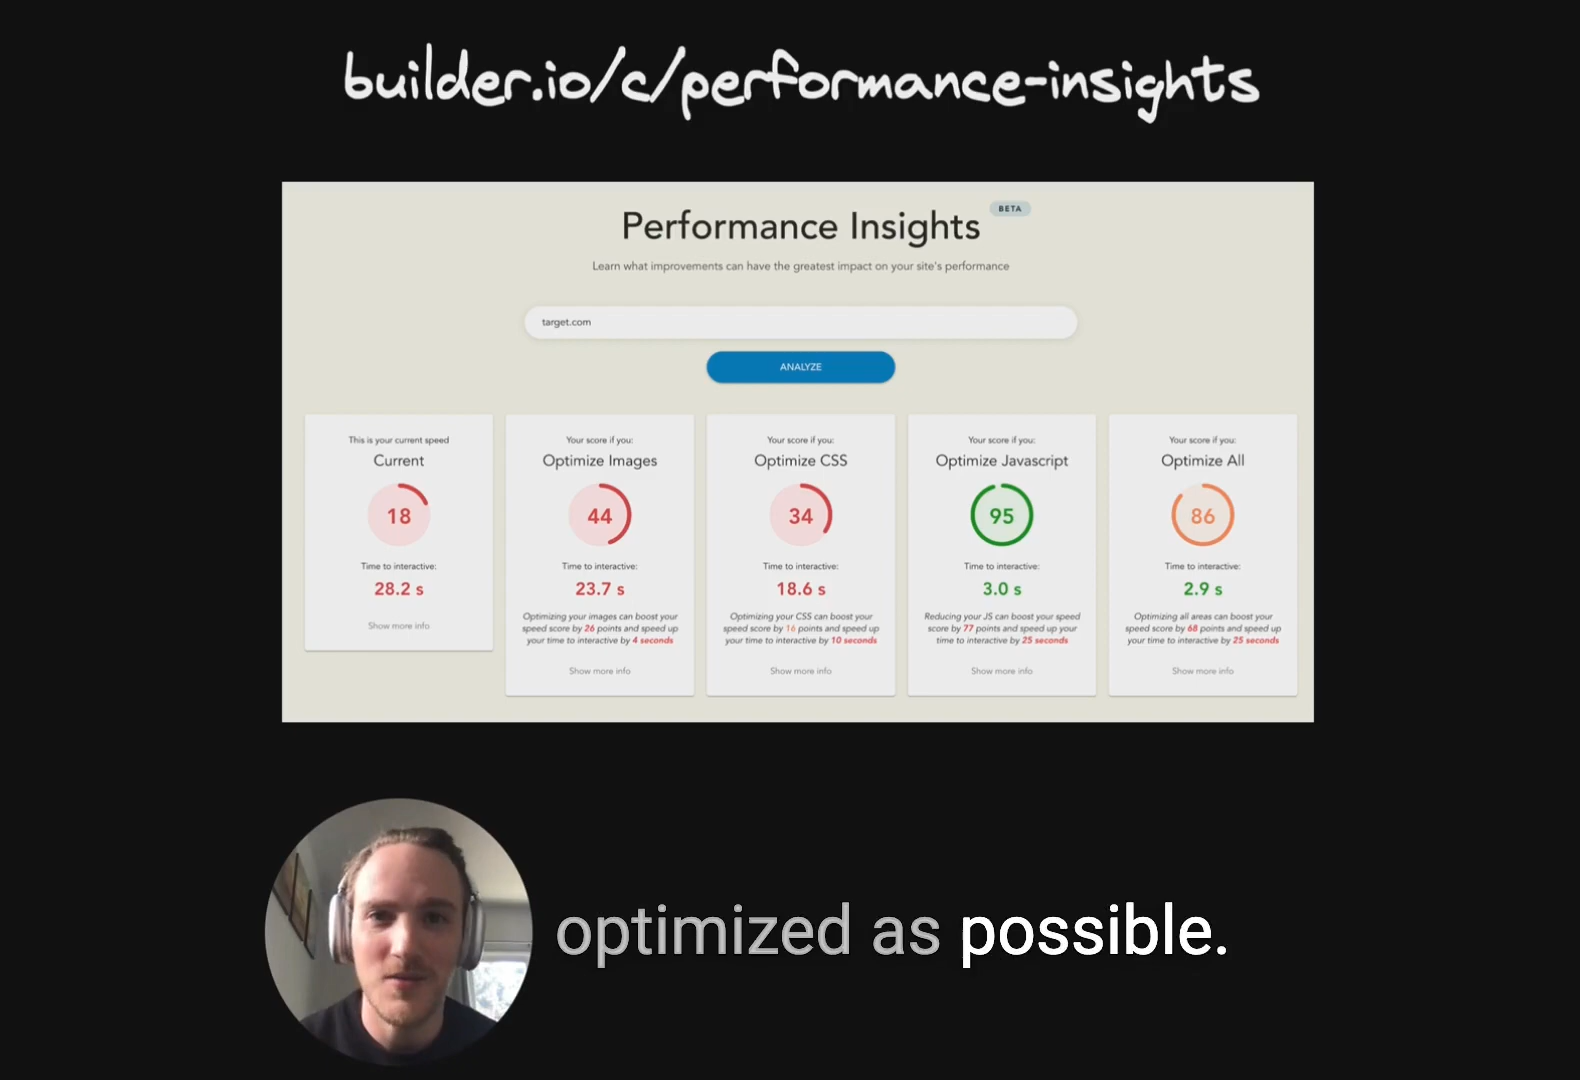 builder.io/c/performance-insights
Performance Insights
BETA
Learn what improvements can have the greatest impact on your site's performance
target.com
ANALYZE
This is your current speed
Current
18
Time to interactive:
28.2 s
Show more info
Your score if you:
Optimize Images
44
Time to interactive:
23.7 s
Optimizing your images can boost your
speed score by 26 points and speed up
your time to interactive by 4 seconds
Show more info
Your score if you:
Optimize CSS
34
Time to interactive:
18.6 s
Optimizing your CSS can boost your
speed score by 16 points and speed up
your time to interactive by 10 seconds
Show more info
Your score if you:
Optimize Javascript
95
Time to interactive:
3.0 s
Reducing your JS can boost your speed
score by 77 points and speed up your
time to interactive by 25 seconds
Show more info
Your score if you:
Optimize All
86
Time to interactive:
2.9 s
Optimizing all areas can boost your
speed score by 68 points and speed up
your time to interactive by 25 seconds
Show more info
optimized as possible.